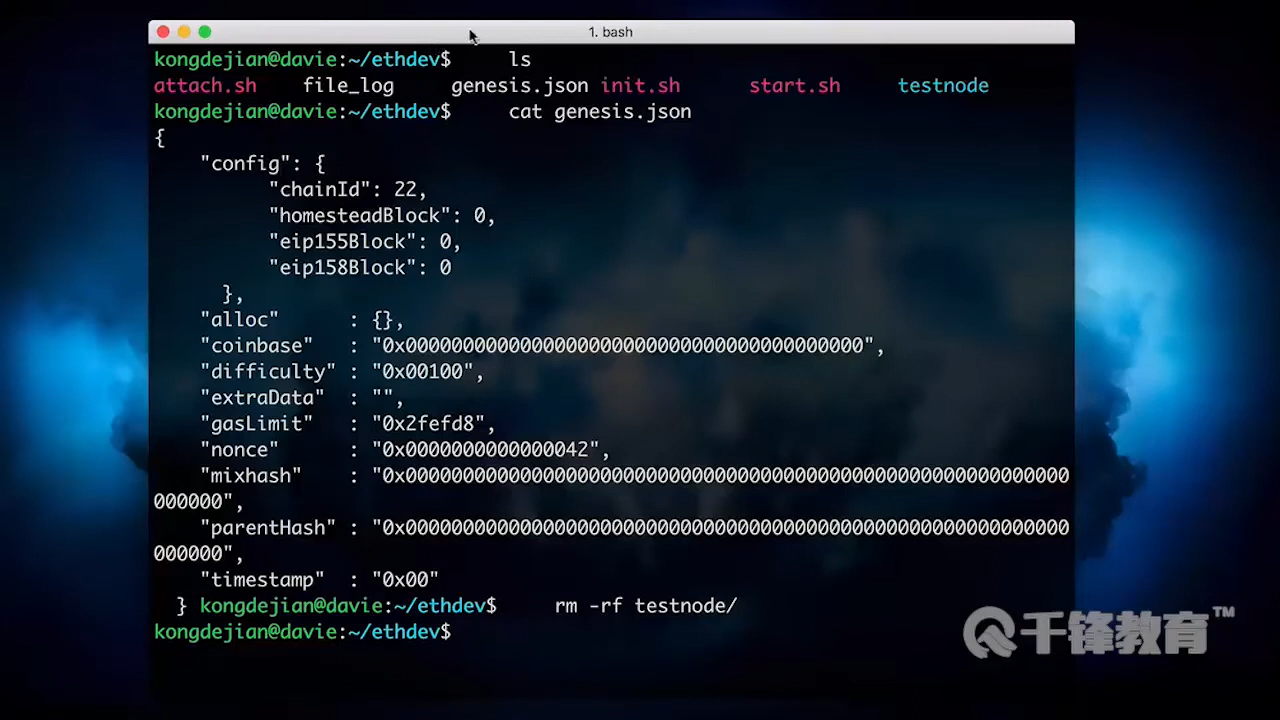 1. bash
kongdejian@davie:~/ethdev$     ls
attach.sh    file_log     genesis.json init.sh      start.sh     testnode
kongdejian@davie:~/ethdev$     cat genesis.json
{
    "config": {
          "chainId": 22,
          "homesteadBlock": 0,
          "eip155Block": 0,
          "eip158Block": 0
      },
    "alloc"      : {},
    "coinbase"   : "0x0000000000000000000000000000000000000000",
    "difficulty" : "0x00100",
    "extraData"  : "",
    "gasLimit"   : "0x2fefd8",
    "nonce"      : "0x0000000000000042",
    "mixhash"    : "0x0000000000000000000000000000000000000000000000000000000000
000000",
    "parentHash" : "0x0000000000000000000000000000000000000000000000000000000000
000000",
    "timestamp"  : "0x00"
  } kongdejian@davie:~/ethdev$     rm -rf testnode/
kongdejian@davie:~/ethdev$
千锋教育™